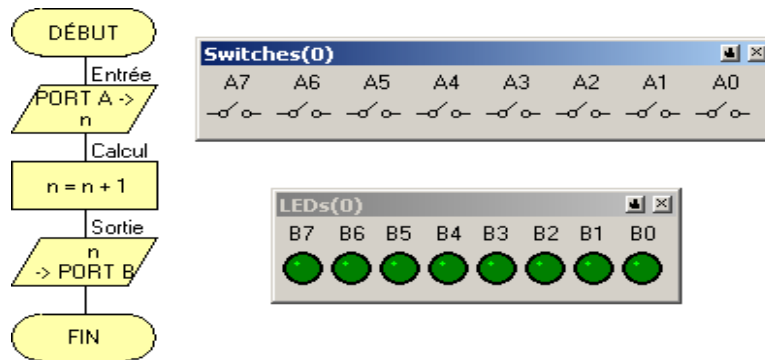 DÉBUT
Entrée
PORT A ->
n
Calcul
n = n + 1
Sortie
n
-> PORT B
FIN
Switches(0)
A7 A6 A5 A4 A3 A2 A1 A0
LEDs(0)
B7 B6 B5 B4 B3 B2 B1 B0